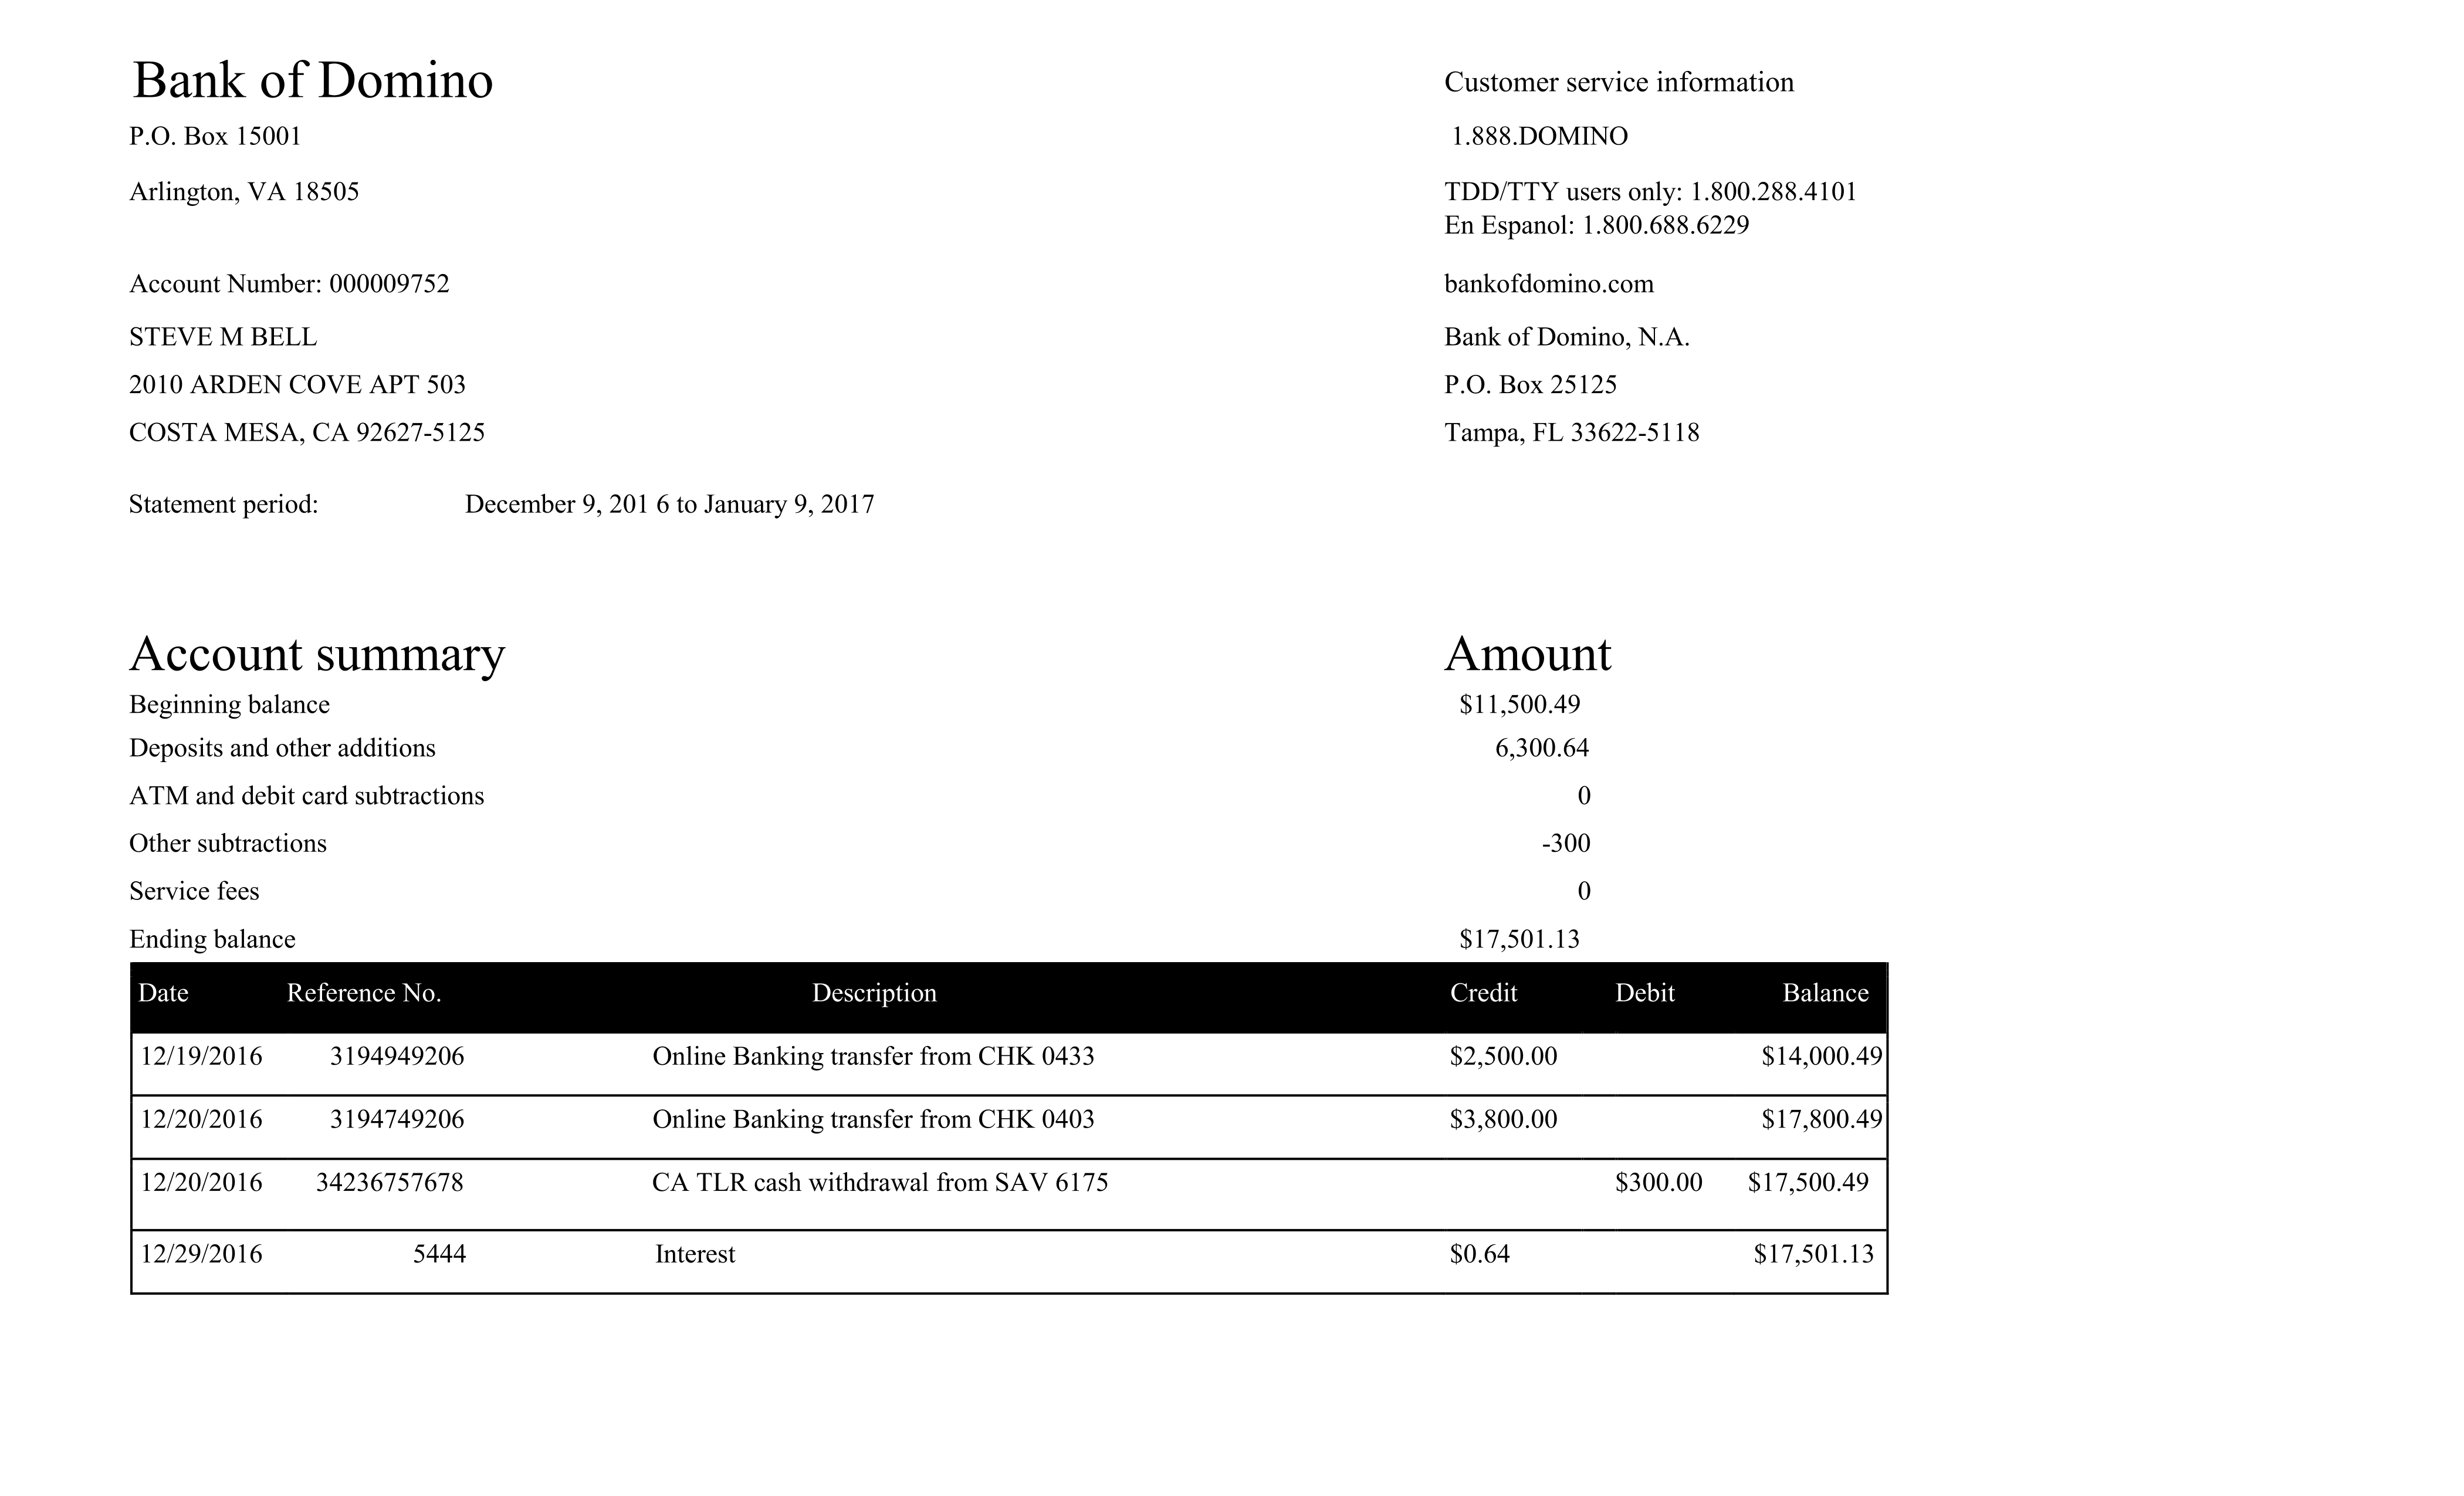 Bank of Domino
P.O. Box 15001
Arlington, VA 18505
Customer service information
1.888.DOMINO
TDD/TTY users only: 1.800.288.4101
En Espanol: 1.800.688.6229
Account Number: 000009752
STEVE M BELL
2010 ARDEN COVE APT 503
COSTA MESA, CA 92627-5125
bankofdomino.com
Bank of Domino, N.A.
P.O. Box 25125
Tampa, FL 33622-5118
Statement period: December 9, 201 6 to January 9, 2017
Account summary Amount
Beginning balance $11,500.49
Deposits and other additions 6,300.64
ATM and debit card subtractions 0
Other subtractions -300
Service fees 0
Ending balance $17,501.13
Date Reference No. Description Credit Debit Balance
12/19/2016 3194949206 Online Banking transfer from CHK 0433 $2,500.00 $14,000.49
12/20/2016 3194749206 Online Banking transfer from CHK 0403 $3,800.00 $17,800.49
12/20/2016 34236757678 CA TLR cash withdrawal from SAV 6175 $300.00 $17,500.49
12/29/2016 5444 Interest $0.64 $17,501.13